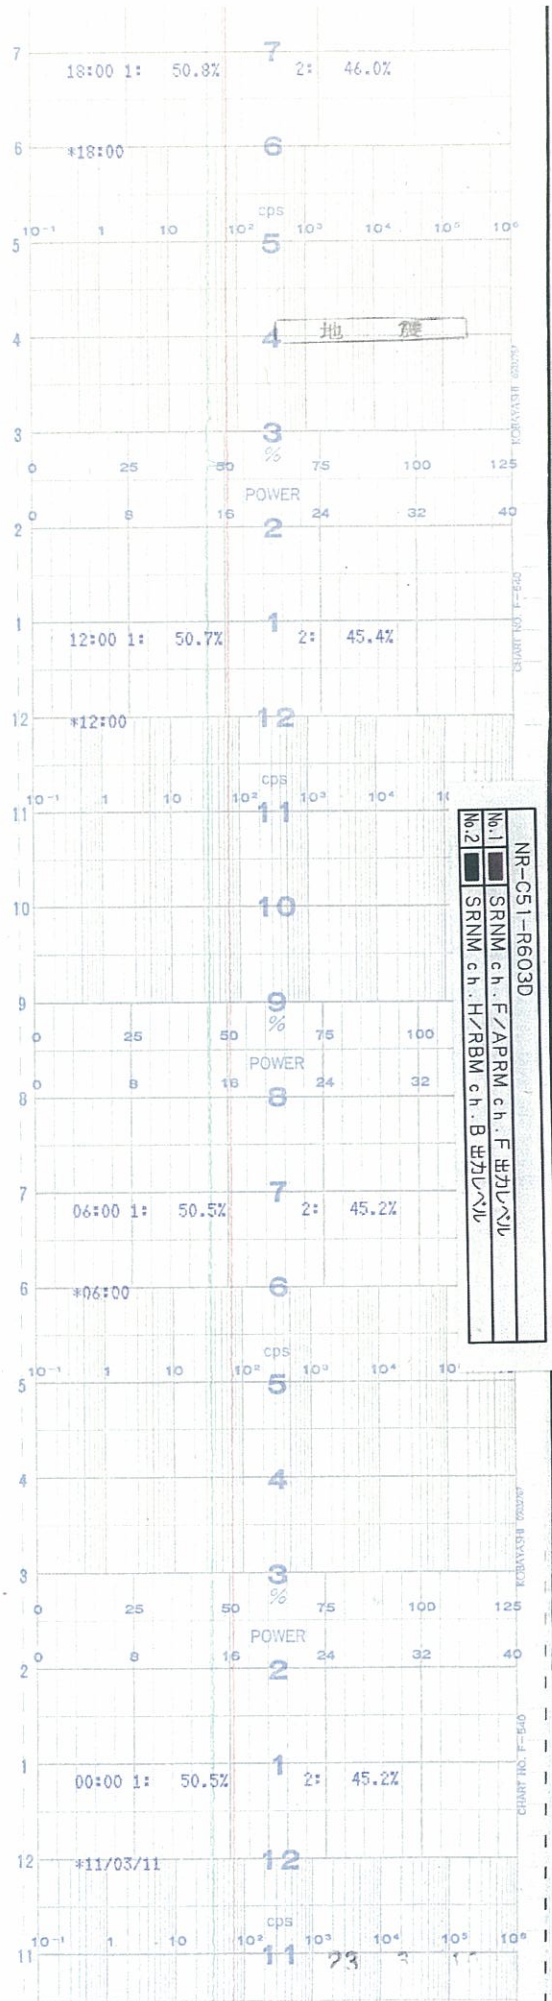 7 7
18:00 1: 50.8% 2: 46.0%
6 *18:00 6
cps
10⁻¹ 1 10 10² 10³ 10⁴ 10⁵ 10⁶
5 5
4 4 地 震
3 3
%
0 25 50 75 100 125
POWER
0 8 16 24 32 40
2 2
1 1
12:00 1: 50.7% 2: 45.4%
12 *12:00 12
cps
10⁻¹ 1 10 10² 10³ 10⁴
11 11
10 10
9 9
%
0 25 50 75 100
POWER
0 8 16 24 32
8 8
7 7
06:00 1: 50.5% 2: 45.2%
6 *06:00 6
cps
10⁻¹ 1 10 10² 10³ 10⁴
5 5
4 4
3 3
%
0 25 50 75 100 125
POWER
0 8 16 24 32 40
2 2
1 1
00:00 1: 50.5% 2: 45.2%
12 *11/03/11 12
cps
10⁻¹ 1 10 10² 10³ 10⁴ 10⁵ 10⁶
11 11 23
NR-C51-R603D
No.1 SRNM ch.F/APRM ch.F 出力レベル
No.2 SRNM ch.H/RBM ch.B 出力レベル
CHART NO. F-540